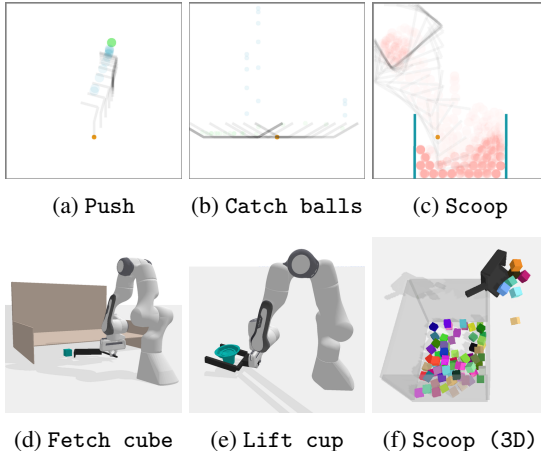 (a) Push
(b) Catch balls
(c) Scoop
(d) Fetch cube
(e) Lift cup
(f) Scoop (3D)